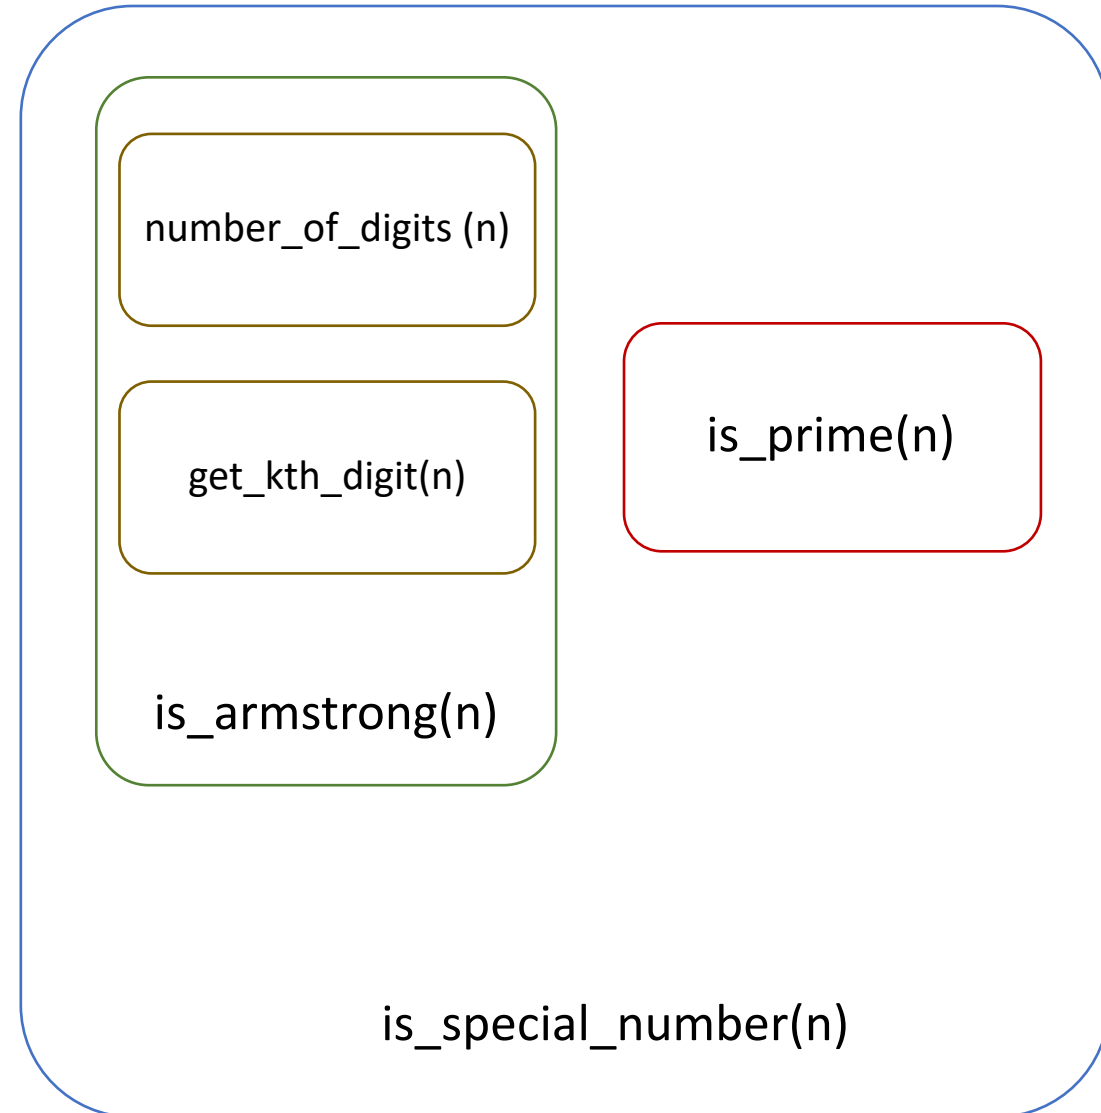 number_of_digits (n)
get_kth_digit(n)
is_prime(n)
is_armstrong(n)
is_special_number(n)